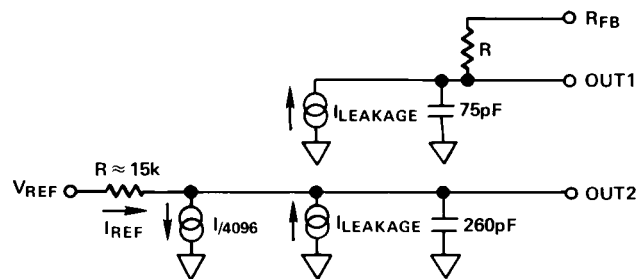 RFB
R
OUT1
ILEAKAGE
75pF
R ≈ 15k
VREF
OUT2
IREF
I/4096
ILEAKAGE
260pF